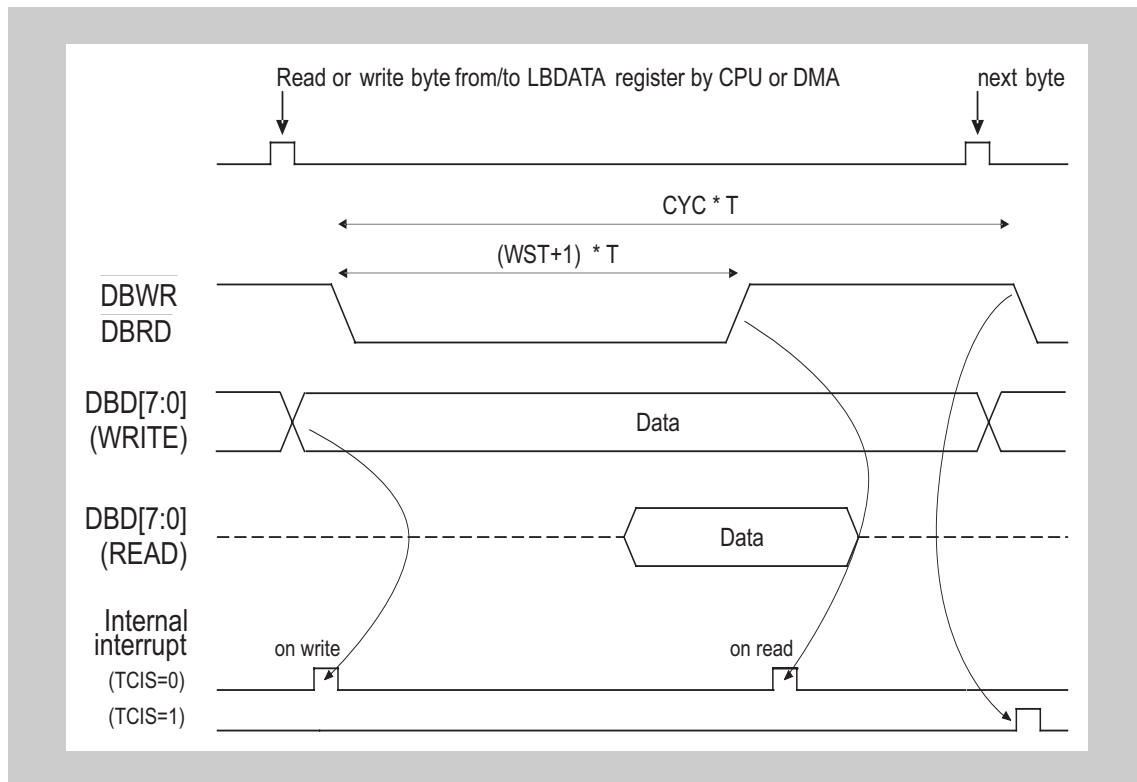 Read or write byte from/to LBDATA register by CPU or DMA
next byte
CYC * T
(WST+1) * T
DBWR
DBRD
DBD[7:0]
(WRITE)
Data
DBD[7:0]
(READ)
Data
Internal
interrupt
on write
on read
(TCIS=0)
(TCIS=1)